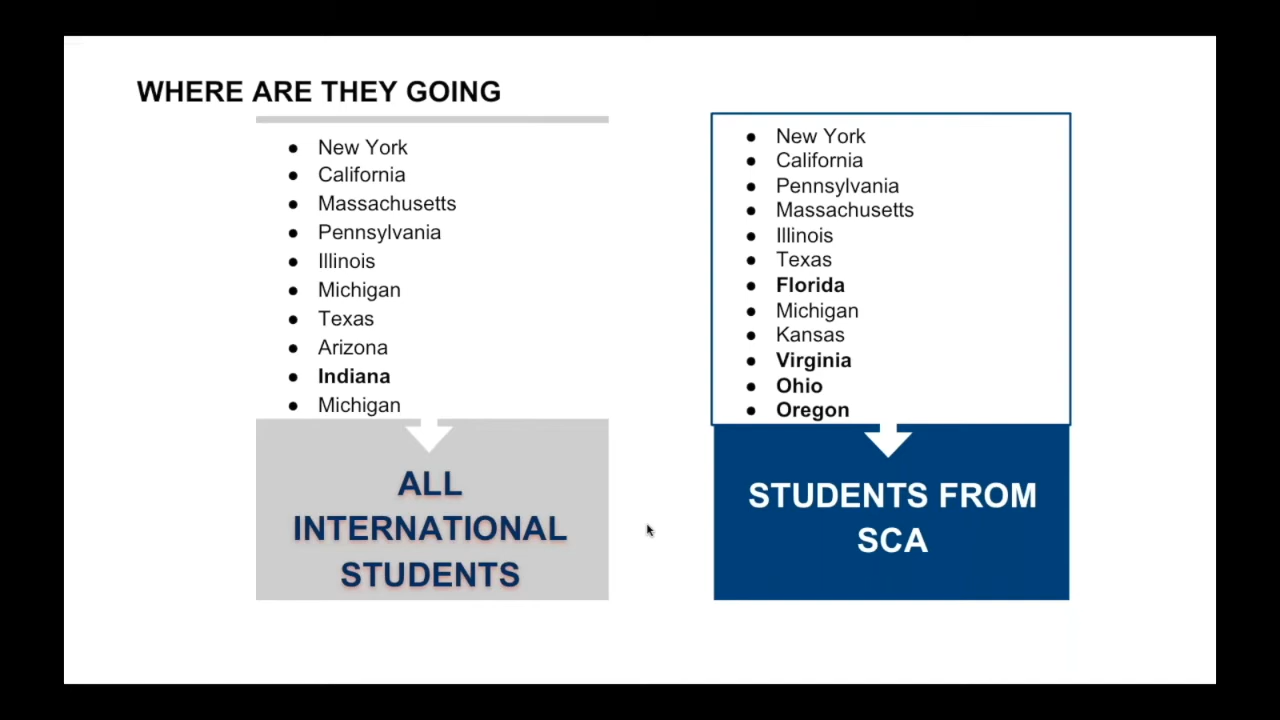 WHERE ARE THEY GOING
● New York
● California
● Massachusetts
● Pennsylvania
● Illinois
● Michigan
● Texas
● Arizona
● Indiana
● Michigan
ALL
INTERNATIONAL
STUDENTS
● New York
● California
● Pennsylvania
● Massachusetts
● Illinois
● Texas
● Florida
● Michigan
● Kansas
● Virginia
● Ohio
● Oregon
STUDENTS FROM
SCA